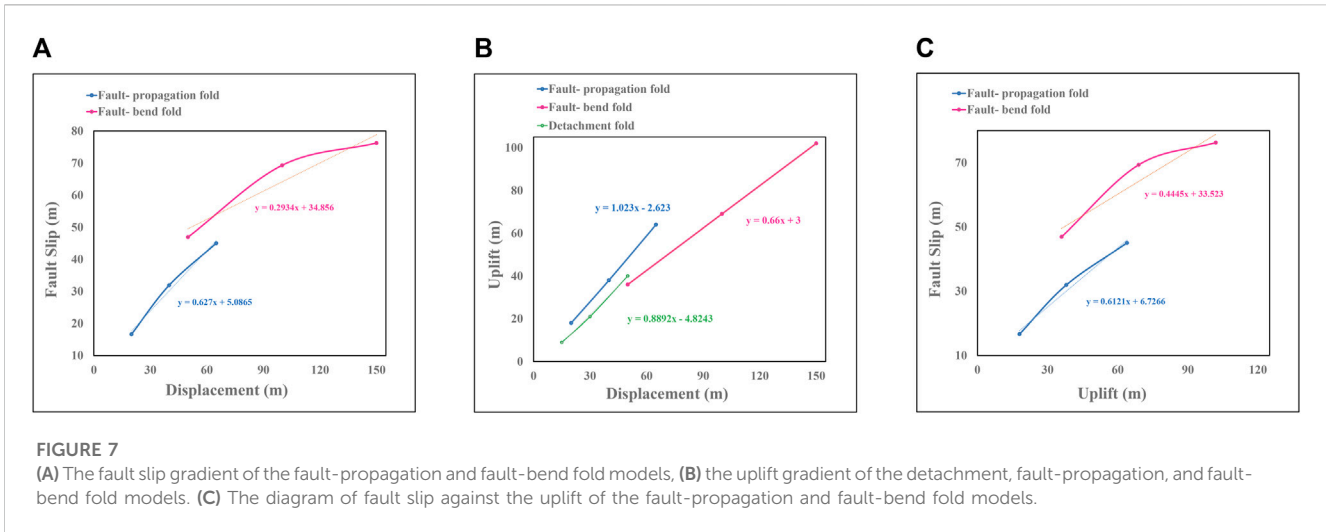 A
Fault- propagation fold
Fault- bend fold
80
70
60
50
40
30
20
10
0
30
60
90
120
150
Fault Slip (m)
Displacement (m)
y = 0.2934x + 34.856
y = 0.627x + 5.0865
B
Fault- propagation fold
Fault- bend fold
Detachment fold
100
80
60
40
20
0
0
30
60
90
120
150
Uplift (m)
Displacement (m)
y = 1.023x - 2.623
y = 0.66x + 3
y = 0.8892x - 4.8243
C
Fault- propagation fold
Fault- bend fold
70
50
30
10
0
30
60
90
120
Fault Slip (m)
Uplift (m)
y = 0.4445x + 33.523
y = 0.6121x + 6.7266
FIGURE 7
(A) The fault slip gradient of the fault-propagation and fault-bend fold models, (B) the uplift gradient of the detachment, fault-propagation, and fault-
bend fold models. (C) The diagram of fault slip against the uplift of the fault-propagation and fault-bend fold models.